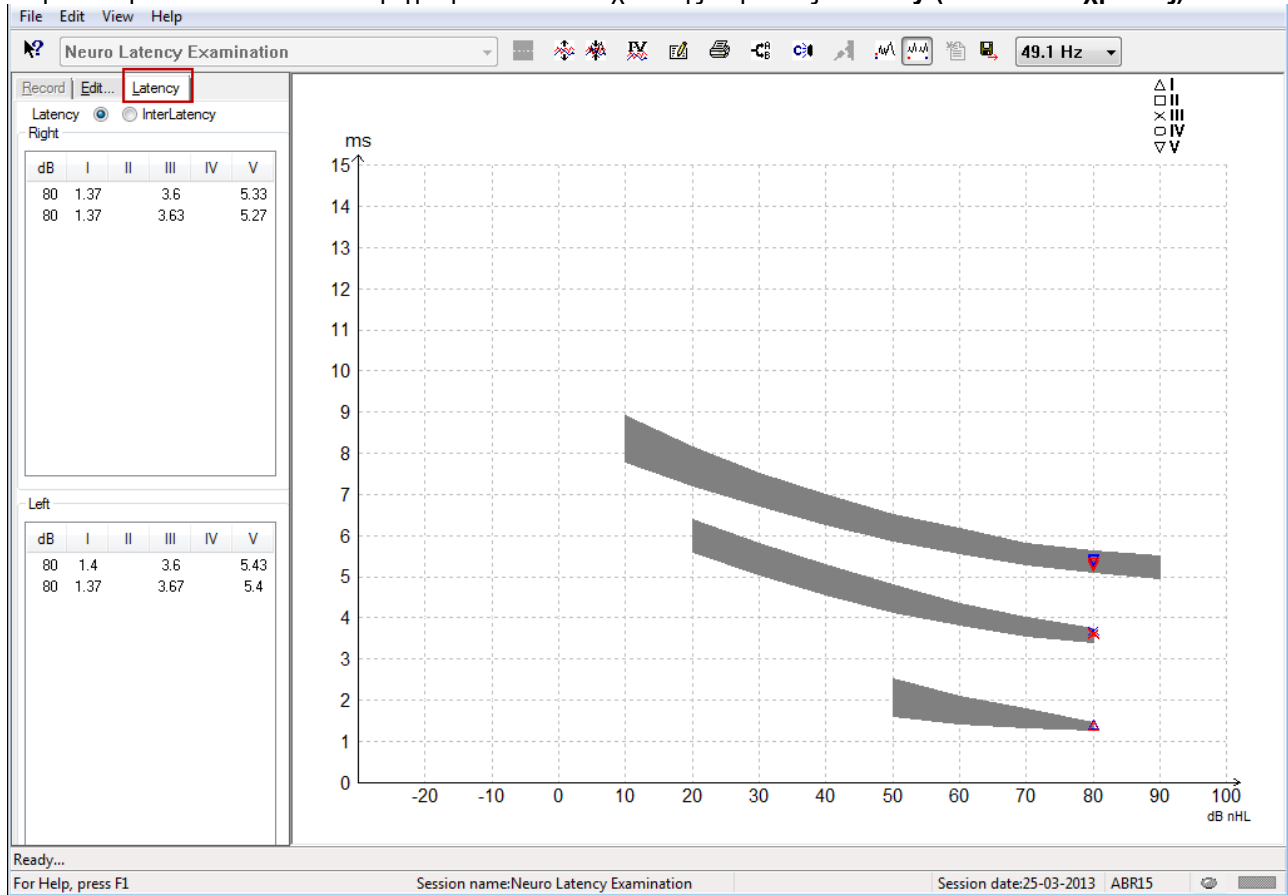 File Edit View Help
Neuro Latency Examination
49.1 Hz
Record Edit... Latency
Latency InterLatency
Right
dB I II III IV V
80 1.37 3.6 5.33
80 1.37 3.63 5.27
Left
dB I II III IV V
80 1.4 3.6 5.43
80 1.37 3.67 5.4
I
II
III
IV
V
ms
15
14
13
12
11
10
9
8
7
6
5
4
3
2
1
0
-20 -10 0 10 20 30 40 50 60 70 80 90 100
dB nHL
Ready...
For Help, press F1 Session name:Neuro Latency Examination Session date:25-03-2013 ABR15